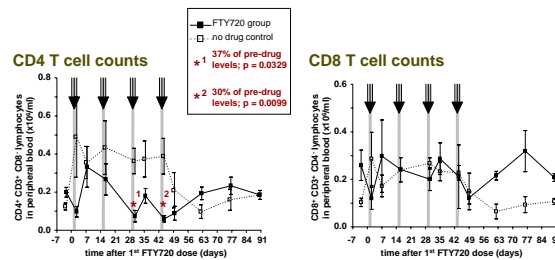 FTY720 group
no drug control
*1 37% of pre-drug
levels; p = 0.0329
*2 30% of pre-drug
levels; p = 0.0099
CD4 T cell counts
CD4⁺ CD3⁺ CD8⁻ lymphocytes
in peripheral blood (x10⁶/ml)
0.8
0.6
0.4
0.2
0.0
*1
*2
-7 0 7 14 21 28 35 42 49 56 63 70 77 84 91
time after 1st FTY720 dose (days)
CD8 T cell counts
CD8⁺ CD3⁺ CD4⁻ lymphocytes
in peripheral blood (x10⁶/ml)
0.6
0.4
0.2
0.0
-7 0 7 14 21 28 35 42 49 56 63 70 77 84 91
time after 1st FTY720 dose (days)